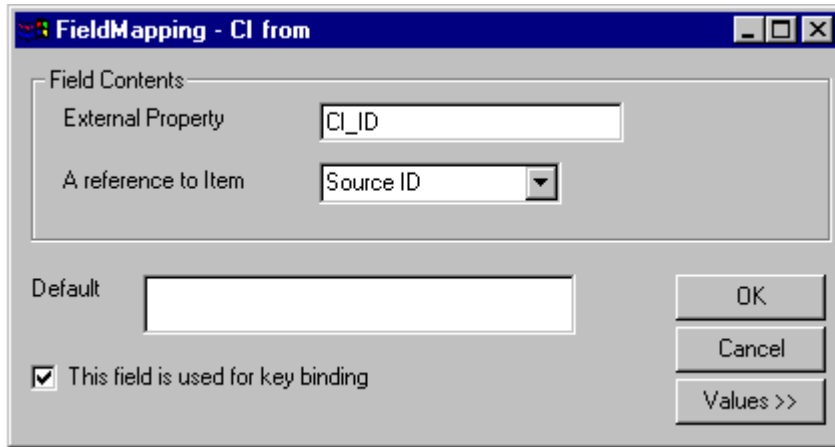 FieldMapping - CI from
Field Contents
External Property CI_ID
A reference to Item Source ID
Default
OK
Cancel
This field is used for key binding
Values >>